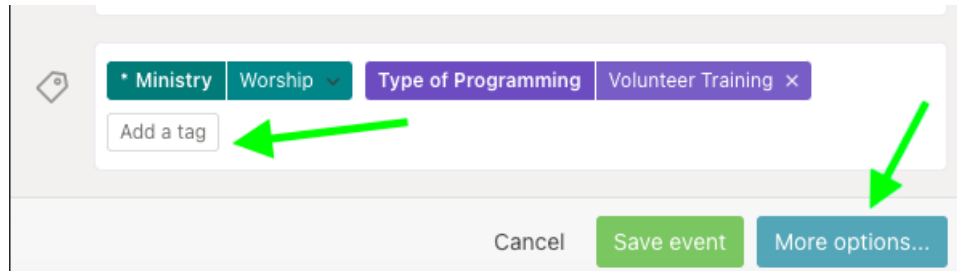 * Ministry Worship Type of Programming Volunteer Training ×
Add a tag
Cancel Save event More options...